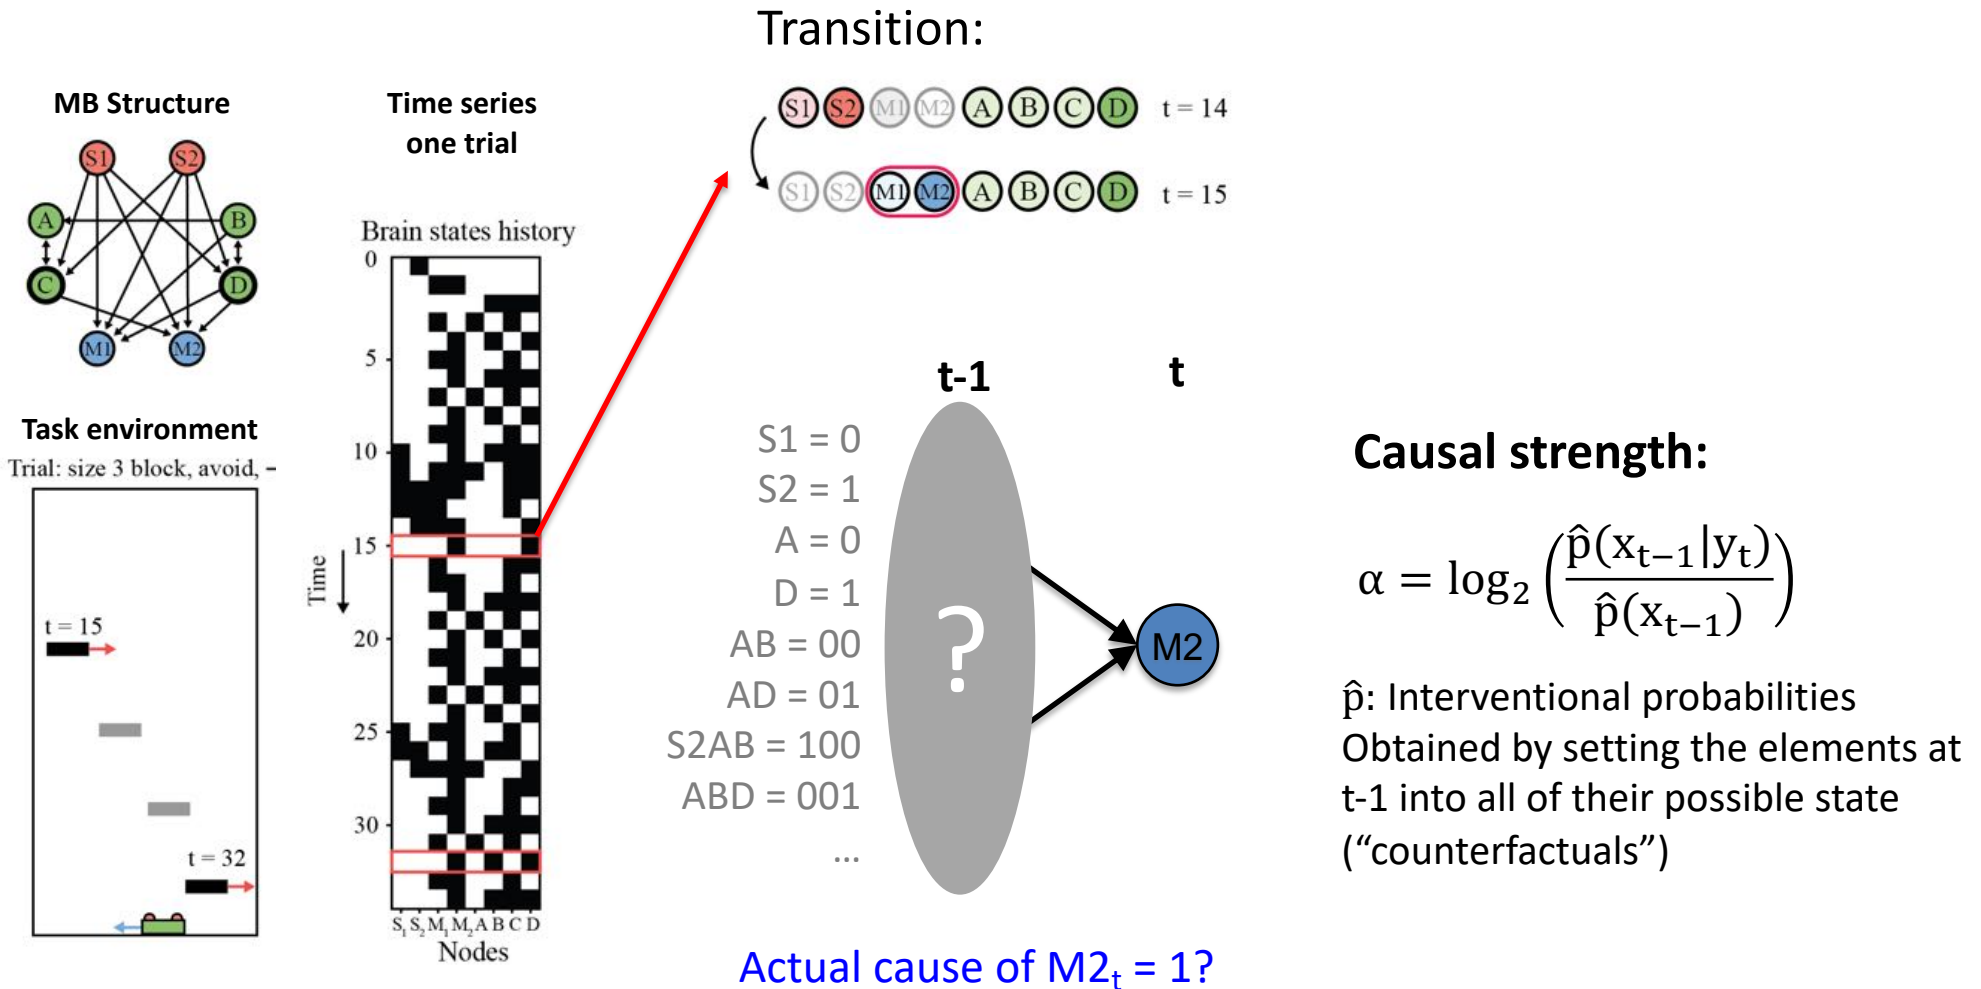 Transition:
MB Structure
S1 S2
A B
C D
M1 M2
Time series
one trial
S1 S2 M1 M2 A B C D t = 14
S1 S2 M1 M2 A B C D t = 15
Brain states history
0
5
10
15
20
25
30
Time
S₁ S₂ M₁ M₂ A B C D
Nodes
Task environment
Trial: size 3 block, avoid, –
t = 15
t = 32
t-1 t
S1 = 0
S2 = 1
A = 0
D = 1
AB = 00
AD = 01
S2AB = 100
ABD = 001
...
?
M2
Actual cause of M2ₜ = 1?
Causal strength:
α = log₂ (p̂(xₜ₋₁|yₜ) / p̂(xₜ₋₁))
p̂: Interventional probabilities
Obtained by setting the elements at
t-1 into all of their possible state
(“counterfactuals”)